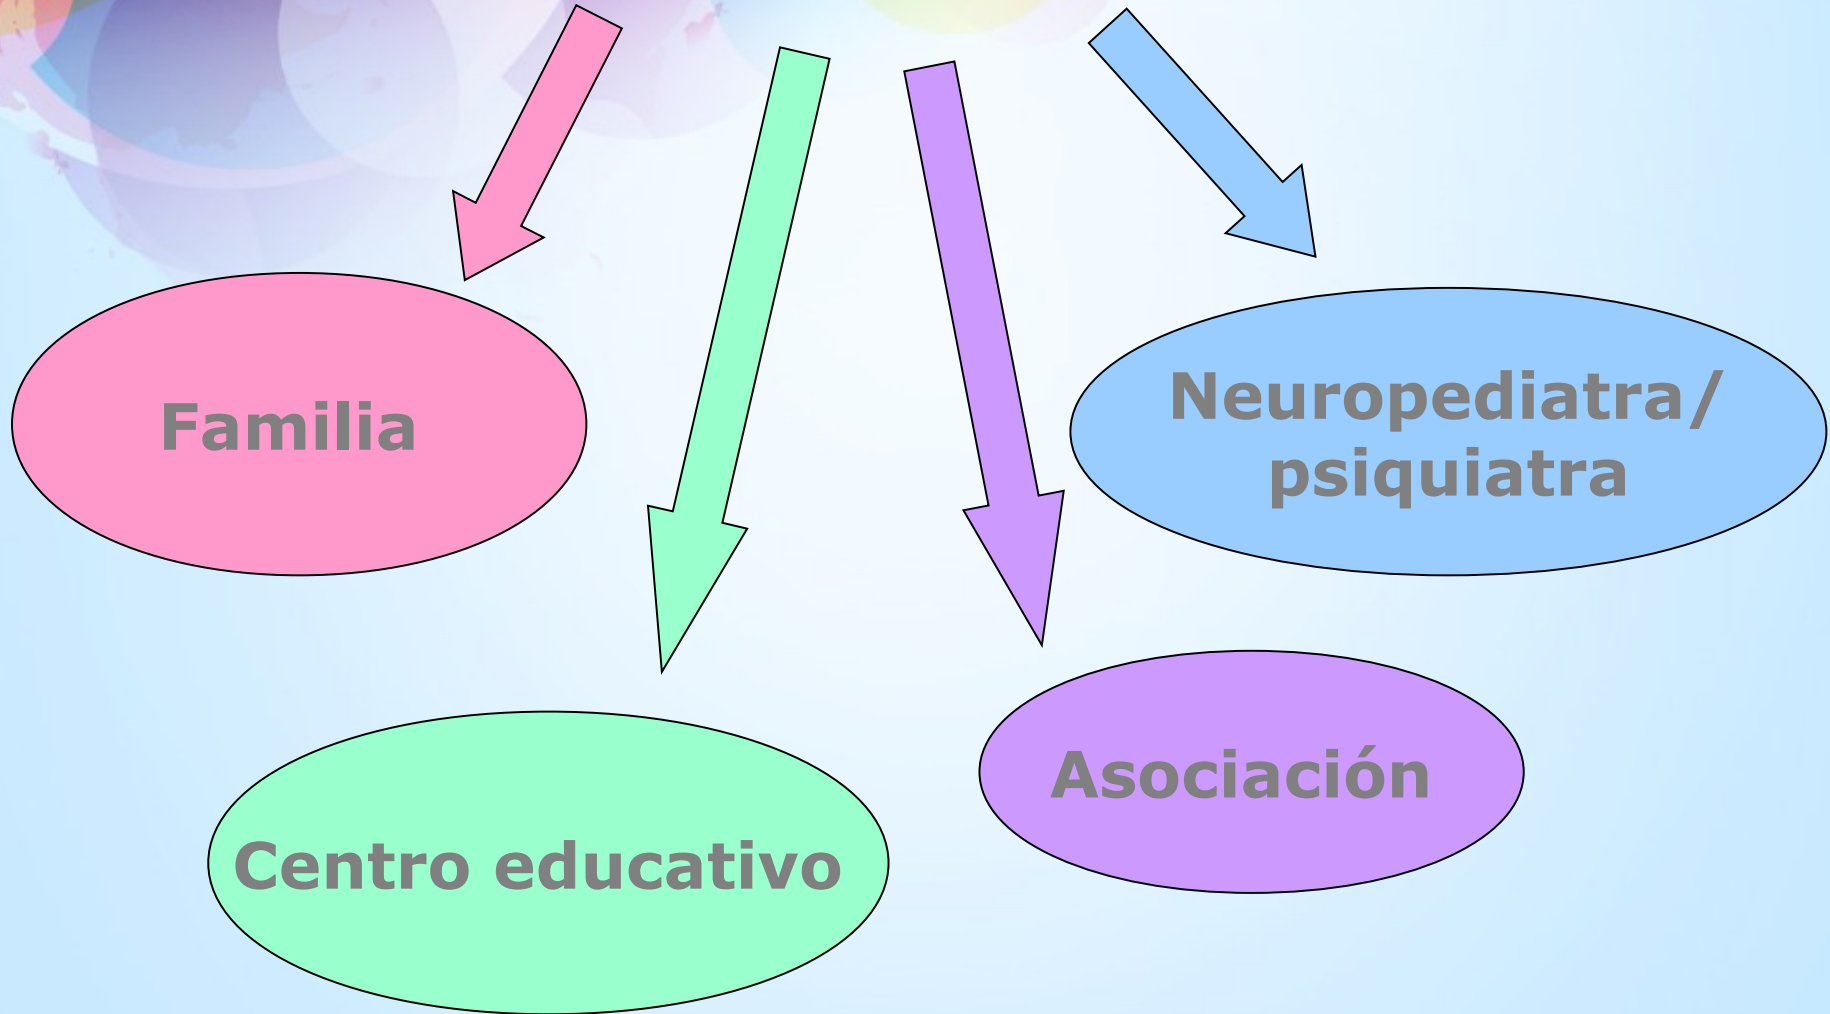 Familia
Neuropediatra/
psiquiatra
Asociación
Centro educativo